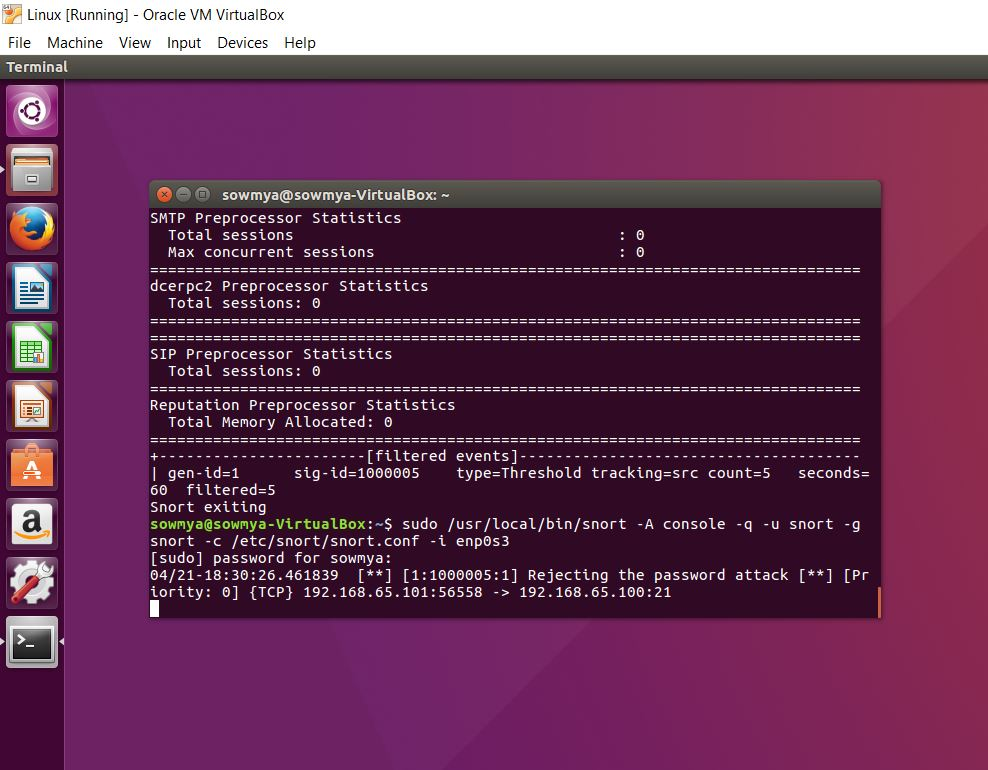 Linux [Running] - Oracle VM VirtualBox
File Machine View Input Devices Help
Terminal
sowmya@sowmya-VirtualBox: ~
SMTP Preprocessor Statistics
  Total sessions                                    : 0
  Max concurrent sessions                           : 0
===============================================================================
dcerpc2 Preprocessor Statistics
  Total sessions: 0
===============================================================================
===============================================================================
SIP Preprocessor Statistics
  Total sessions: 0
===============================================================================
Reputation Preprocessor Statistics
  Total Memory Allocated: 0
===============================================================================
+-----------------------[filtered events]--------------------------------------
| gen-id=1      sig-id=1000005    type=Threshold tracking=src count=5   seconds=
60  filtered=5
Snort exiting
sowmya@sowmya-VirtualBox:~$ sudo /usr/local/bin/snort -A console -q -u snort -g
snort -c /etc/snort/snort.conf -i enp0s3
[sudo] password for sowmya:
04/21-18:30:26.461839  [**] [1:1000005:1] Rejecting the password attack [**] [Pr
iority: 0] {TCP} 192.168.65.101:56558 -> 192.168.65.100:21